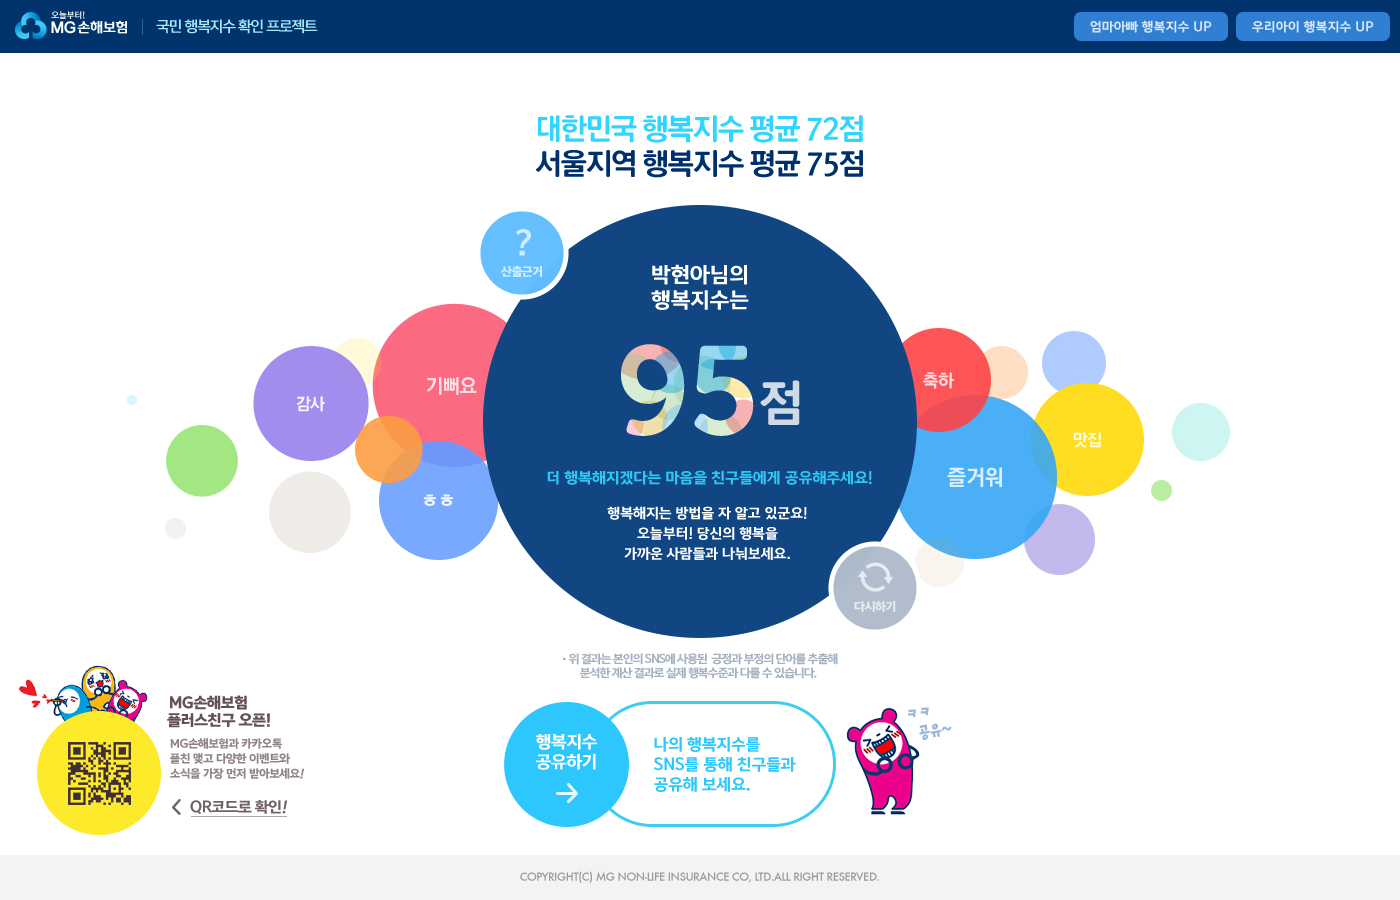 오늘부터!
MG손해보험
국민 행복지수 확인 프로젝트
엄마아빠 행복지수 UP
우리아이 행복지수 UP
대한민국 행복지수 평균 72점
서울지역 행복지수 평균 75점
?
산출근거
박현아님의
행복지수는
95점
감사
기뻐요
ㅎㅎ
축하
맛집
즐거워
더 행복해지겠다는 마음을 친구들에게 공유해주세요!
행복해지는 방법을 자 알고 있군요!
오늘부터! 당신의 행복을
가까운 사람들과 나눠보세요.
다시하기
• 위 결과는 본인의 SNS에 사용된 긍정과 부정의 단어를 추출해
분석한 계산 결과로 실제 행복수준과 다를 수 있습니다.
MG손해보험
플러스친구 오픈!
MG손해보험과 카카오톡
플친 맺고 다양한 이벤트와
소식을 가장 먼저 받아보세요!
QR코드로 확인!
행복지수
공유하기
나의 행복지수를
SNS를 통해 친구들과
공유해 보세요.
ㅋㅋ
공유~
COPYRIGHT(C) MG NON-LIFE INSURANCE CO, LTD.ALL RIGHT RESERVED.